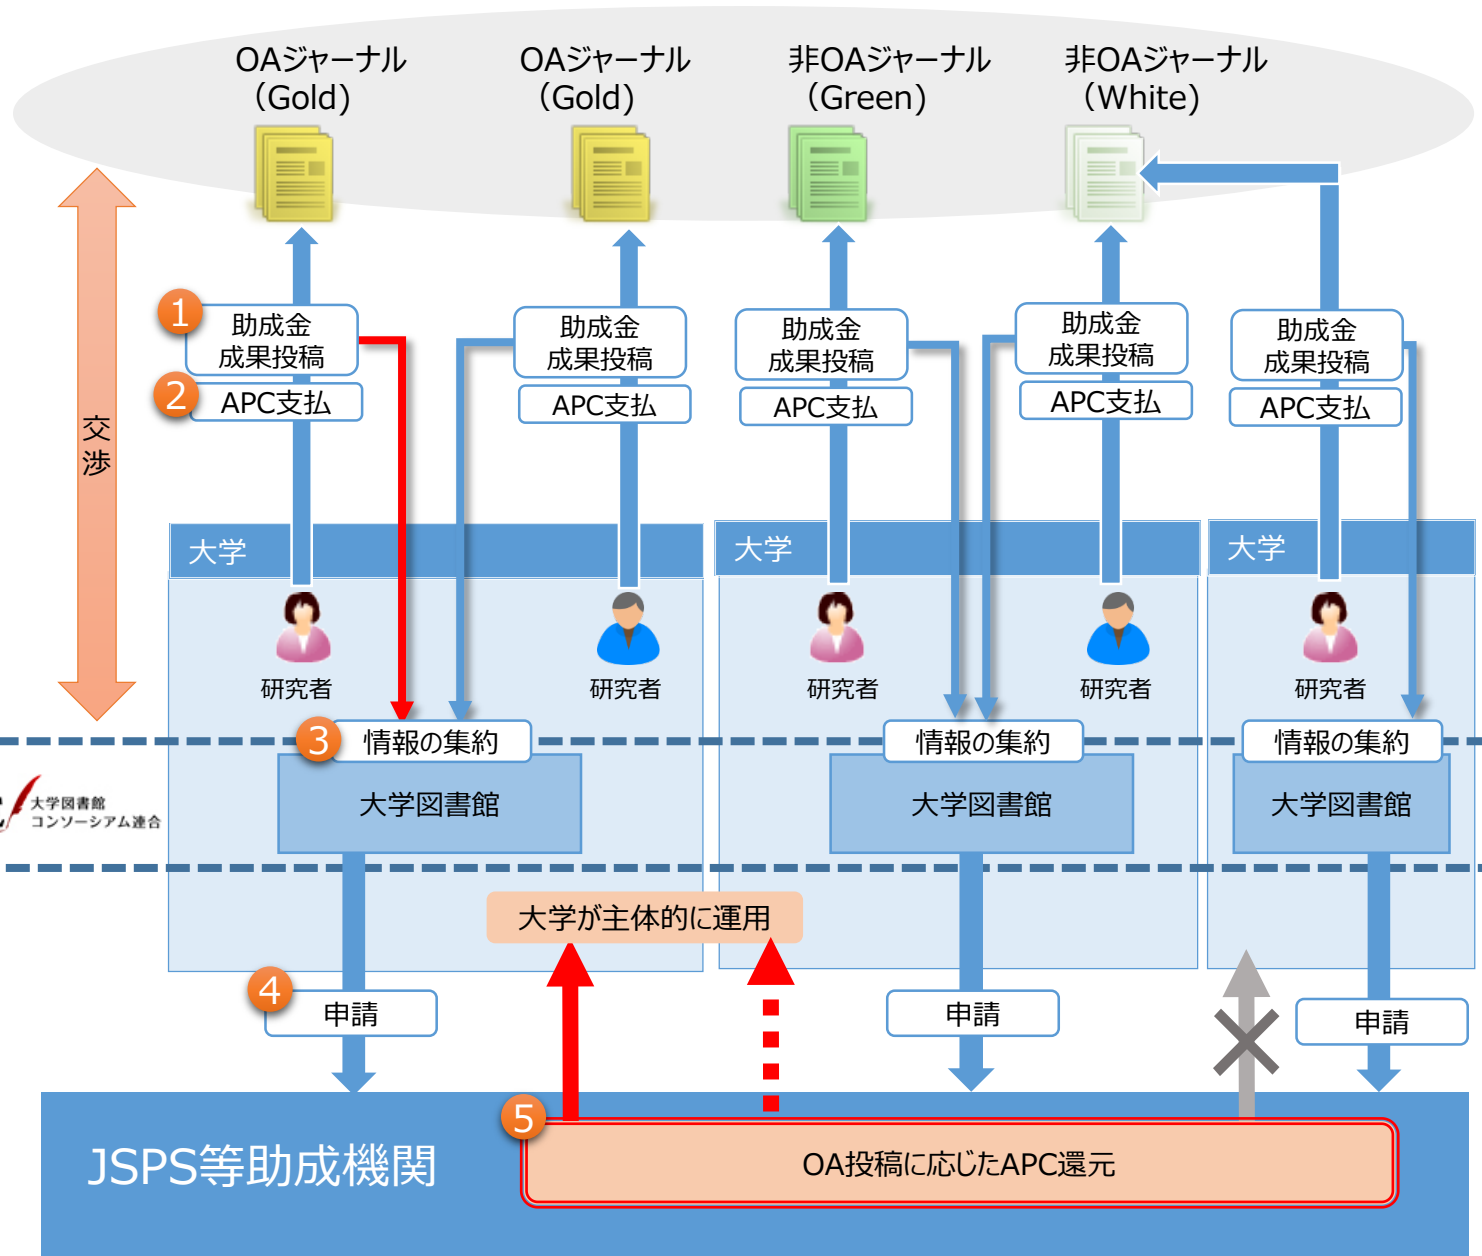 OAジャーナル
(Gold)
OAジャーナル
(Gold)
非OAジャーナル
(Green)
非OAジャーナル
(White)
交渉
1
助成金
成果投稿
2
APC支払
助成金
成果投稿
APC支払
助成金
成果投稿
APC支払
助成金
成果投稿
APC支払
助成金
成果投稿
APC支払
大学
大学
大学
研究者
研究者
研究者
研究者
研究者
3
情報の集約
情報の集約
情報の集約
大学図書館
コンソーシアム連合
大学図書館
大学図書館
大学図書館
大学が主体的に運用
4
申請
申請
申請
5
JSPS等助成機関
OA投稿に応じたAPC還元